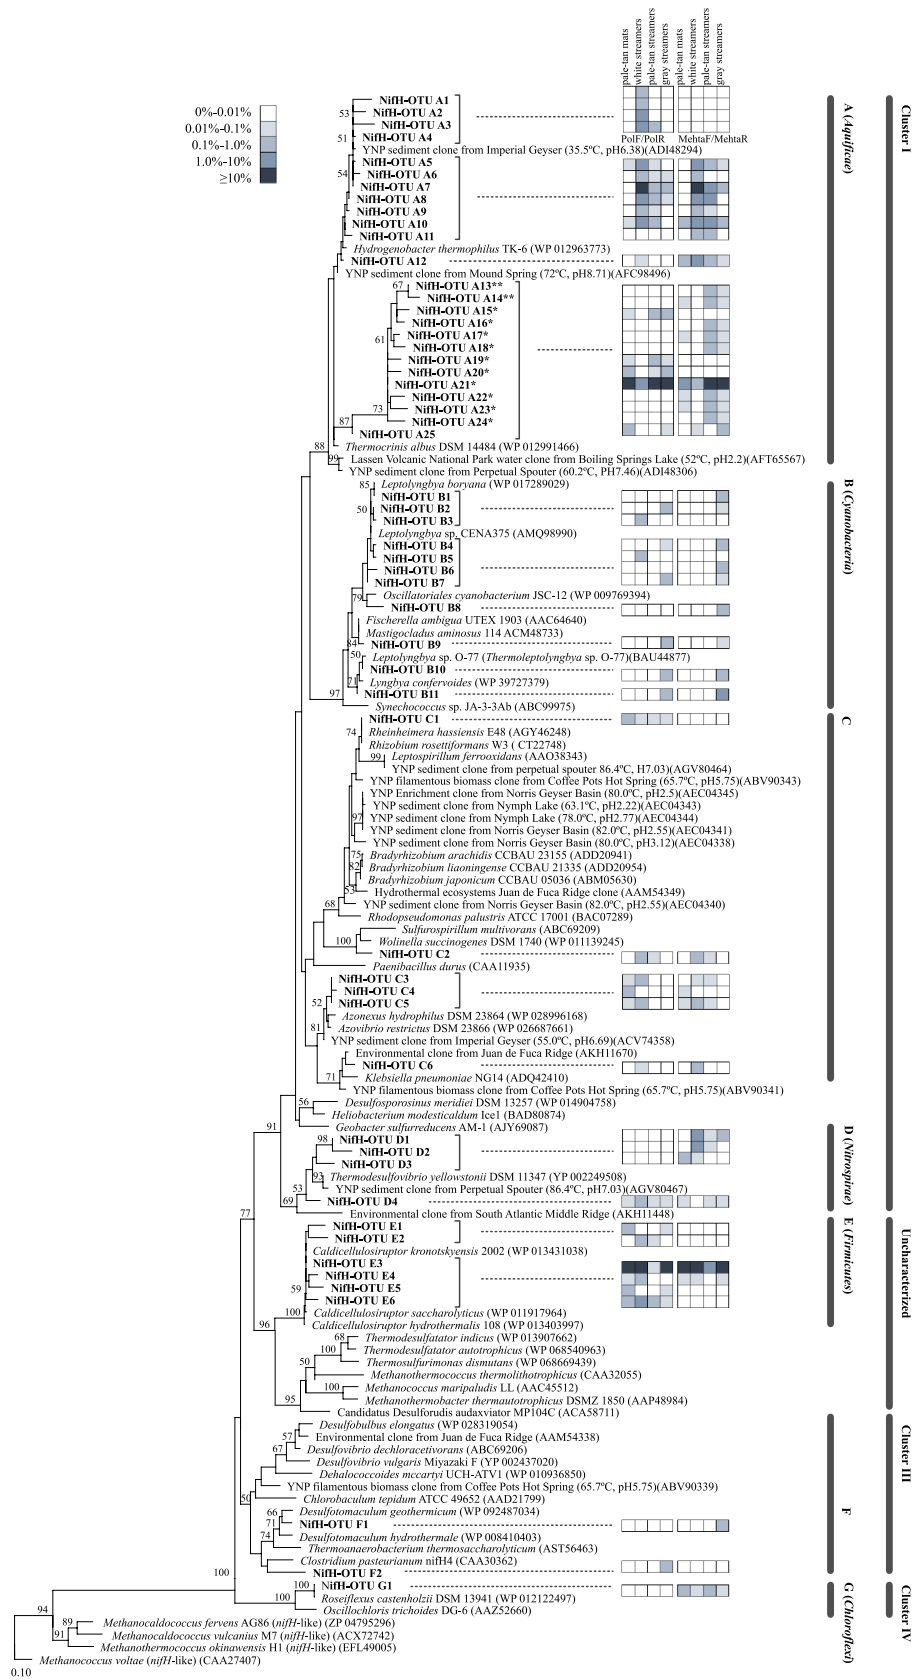 pale-tan mats
white streamers
pale-tan streamers
gray streamers
pale-tan mats
white streamers
pale-tan streamers
gray streamers
0%-0.01%
0.01%-0.1%
0.1%-1.0%
1.0%-10%
≥10%
PolF/PolR
MehtaF/MehtaR
NifH-OTU A1
53
NifH-OTU A2
NifH-OTU A3
51
NifH-OTU A4
YNP sediment clone from Imperial Geyser (35.5ºC, pH6.38)(ADI48294)
NifH-OTU A5
54
NifH-OTU A6
NifH-OTU A7
NifH-OTU A8
NifH-OTU A9
NifH-OTU A10
NifH-OTU A11
Hydrogenobacter thermophilus TK-6 (WP 012963773)
NifH-OTU A12
YNP sediment clone from Mound Spring (72ºC, pH8.71)(AFC98496)
67
NifH-OTU A13**
NifH-OTU A14**
NifH-OTU A15*
NifH-OTU A16*
61
NifH-OTU A17*
NifH-OTU A18*
NifH-OTU A19*
NifH-OTU A20*
NifH-OTU A21*
NifH-OTU A22*
73
NifH-OTU A23*
87
NifH-OTU A24*
NifH-OTU A25
88
Thermocrinis albus DSM 14484 (WP 012991466)
99
Lassen Volcanic National Park water clone from Boiling Springs Lake (52ºC, pH2.2)(AFT65567)
YNP sediment clone from Perpetual Spouter (60.2ºC, PH7.46)(ADI48306)
85
Leptolyngbya boryana (WP 017289029)
NifH-OTU B1
50
NifH-OTU B2
NifH-OTU B3
Leptolyngbya sp. CENA375 (AMQ98990)
NifH-OTU B4
NifH-OTU B5
NifH-OTU B6
NifH-OTU B7
79
Oscillatoriales cyanobacterium JSC-12 (WP 009769394)
NifH-OTU B8
Fischerella ambigua UTEX 1903 (AAC64640)
Mastigocladus aminosus 114 ACM48733)
84
NifH-OTU B9
50
Leptolyngbya sp. O-77 (Thermoleptolyngbya sp. O-77)(BAU44877)
NifH-OTU B10
71
Lyngbya confervoides (WP 39727379)
97
NifH-OTU B11
Synechococcus sp. JA-3-3Ab (ABC99975)
NifH-OTU C1
74
Rheinheimera hassiensis E48 (AGY46248)
Rhizobium rosettiformans W3 ( CT22748)
99
Leptospirillum ferrooxidans (AAO38343)
YNP sediment clone from perpetual spouter 86.4ºC, H7.03)(AGV80464)
YNP filamentous biomass clone from Coffee Pots Hot Spring (65.7ºC, pH5.75)(ABV90343)
YNP Enrichment clone from Norris Geyser Basin (80.0ºC, pH2.5)(AEC04345)
YNP sediment clone from Nymph Lake (63.1ºC, pH2.22)(AEC04343)
97
YNP sediment clone from Nymph Lake (78.0ºC, pH2.77)(AEC04344)
YNP sediment clone from Norris Geyser Basin (82.0ºC, pH2.55)(AEC04341)
YNP sediment clone from Norris Geyser Basin (80.0ºC, pH3.12)(AEC04338)
75
Bradyrhizobium arachidis CCBAU 23155 (ADD20941)
82
Bradyrhizobium liaoningense CCBAU 21335 (ADD20954)
Bradyrhizobium japonicum CCBAU 05036 (ABM05630)
53
Hydrothermal ecosystems Juan de Fuca Ridge clone (AAM54349)
68
YNP sediment clone from Norris Geyser Basin (82.0ºC, pH2.55)(AEC04340)
Rhodopseudomonas palustris ATCC 17001 (BAC07289)
Sulfurospirillum multivorans (ABC69209)
100
Wolinella succinogenes DSM 1740 (WP 011139245)
NifH-OTU C2
Paenibacillus durus (CAA11935)
NifH-OTU C3
NifH-OTU C4
52
NifH-OTU C5
Azonexus hydrophilus DSM 23864 (WP 028996168)
81
Azovibrio restrictus DSM 23866 (WP 026687661)
YNP sediment clone from Imperial Geyser (55.0ºC, pH6.69)(ACV74358)
Environmental clone from Juan de Fuca Ridge (AKH11670)
NifH-OTU C6
71
Klebsiella pneumoniae NG14 (ADQ42410)
YNP filamentous biomass clone from Coffee Pots Hot Spring (65.7ºC, pH5.75)(ABV90341)
56
Desulfosporosinus meridiei DSM 13257 (WP 014904758)
Heliobacterium modesticaldum Ice1 (BAD80874)
91
Geobacter sulfurreducens AM-1 (AJY69087)
98
NifH-OTU D1
NifH-OTU D2
NifH-OTU D3
93
Thermodesulfovibrio yellowstonii DSM 11347 (YP 002249508)
53
YNP sediment clone from Perpetual Spouter (86.4ºC, pH7.03)(AGV80467)
69
NifH-OTU D4
77
Environmental clone from South Atlantic Middle Ridge (AKH11448)
NifH-OTU E1
NifH-OTU E2
Caldicellulosiruptor kronotskyensis 2002 (WP 013431038)
NifH-OTU E3
NifH-OTU E4
59
NifH-OTU E5
NifH-OTU E6
100
Caldicellulosiruptor saccharolyticus (WP 011917964)
96
Caldicellulosiruptor hydrothermalis 108 (WP 013403997)
68
Thermodesulfatator indicus (WP 013907662)
100
Thermodesulfatator autotrophicus (WP 068540963)
50
Thermosulfurimonas dismutans (WP 068669439)
Methanothermococcus thermolithotrophicus (CAA32055)
100
Methanococcus maripaludis LL (AAC45512)
95
Methanothermobacter thermautotrophicus DSMZ 1850 (AAP48984)
Candidatus Desulforudis audaxviator MP104C (ACA58711)
Desulfobulbus elongatus (WP 028319054)
57
Environmental clone from Juan de Fuca Ridge (AAM54338)
67
Desulfovibrio dechloracetivorans (ABC69206)
Desulfovibrio vulgaris Miyazaki F (YP 002437020)
Dehalococcoides mccartyi UCH-ATV1 (WP 010936850)
YNP filamentous biomass clone from Coffee Pots Hot Spring (65.7ºC, pH5.75)(ABV90339)
50
Chlorobaculum tepidum ATCC 49652 (AAD21799)
66
Desulfotomaculum geothermicum (WP 092487034)
71
NifH-OTU F1
74
Desulfotomaculum hydrothermale (WP 008410403)
Thermoanaerobacterium thermosaccharolyticum (AST56463)
Clostridium pasteurianum nifH4 (CAA30362)
100
NifH-OTU F2
100
NifH-OTU G1
100
Roseiflexus castenholzii DSM 13941 (WP 012122497)
Oscillochloris trichoides DG-6 (AAZ52660)
94
89
Methanocaldococcus fervens AG86 (nifH-like) (ZP 04795296)
91
Methanocaldococcus vulcanius M7 (nifH-like) (ACX72742)
Methanothermococcus okinawensis H1 (nifH-like) (EFL49005)
Methanococcus voltae (nifH-like) (CAA27407)
0.10
A (Aquificae)
B (Cyanobacteria)
C
D (Nitrospirae)
E (Firmicutes)
F
G (Chloroflexi)
Cluster I
Uncharacterized
Cluster III
Cluster IV